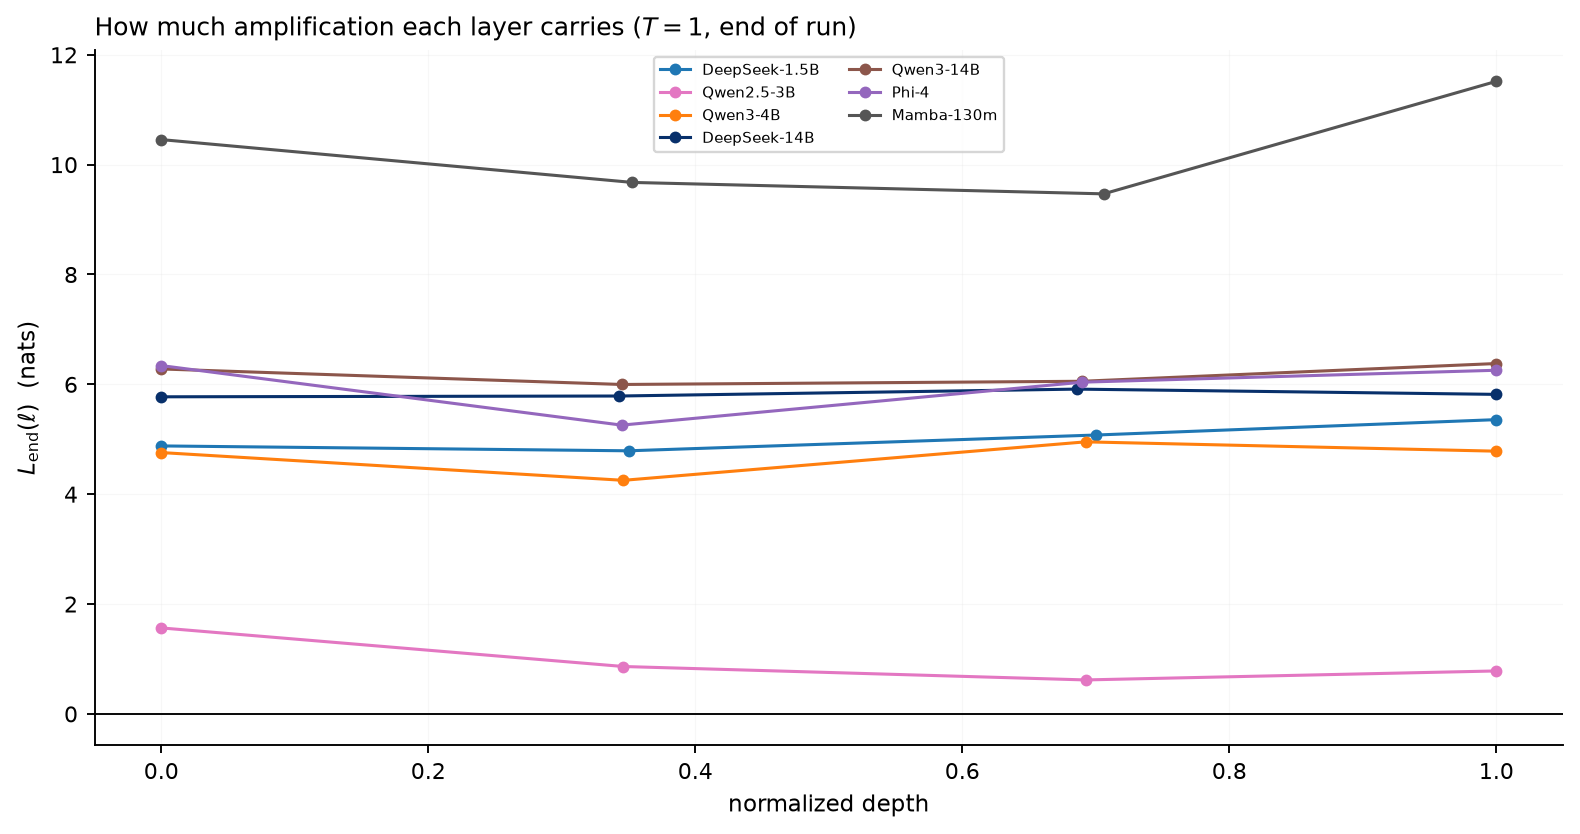 How much amplification each layer carries (T = 1, end of run)
DeepSeek-1.5B
Qwen2.5-3B
Qwen3-4B
DeepSeek-14B
Qwen3-14B
Phi-4
Mamba-130m
12
10
8
6
4
2
0
L_end(ℓ) (nats)
0.0 0.2 0.4 0.6 0.8 1.0
normalized depth